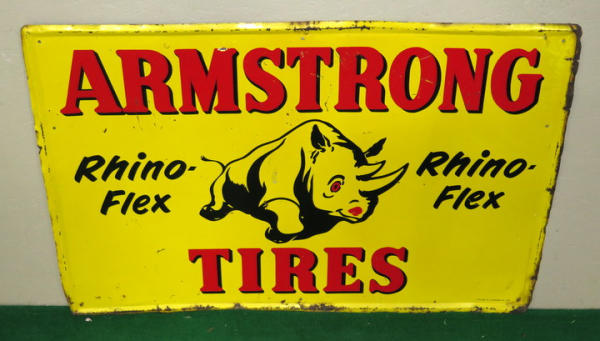 ARMSTRONG
Rhino-
Flex
Rhino-
Flex
TIRES